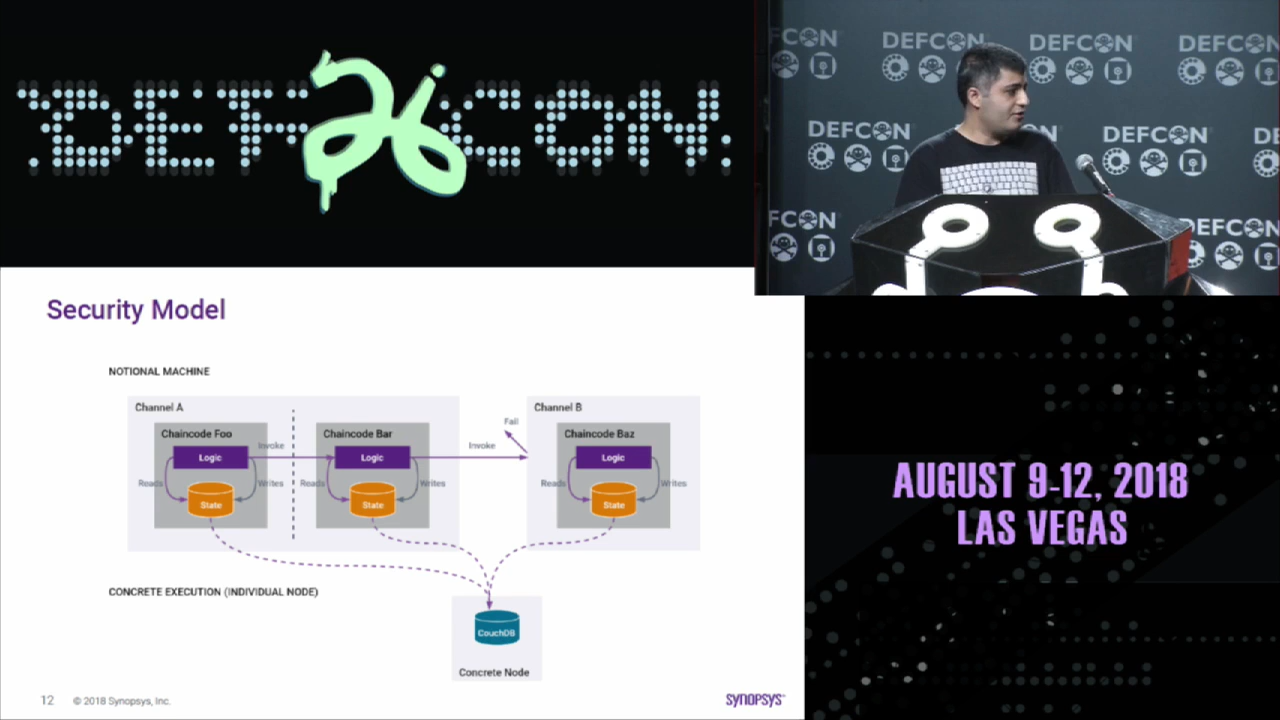 DEF CON
26
DEFCON DEFCON DEFCON
DEFCON DEFCON
Security Model
NOTIONAL MACHINE
Channel A
Channel B
Chaincode Foo
Chaincode Bar
Chaincode Baz
Fail
Invoke
Invoke
Logic
Logic
Logic
Reads
Writes
Reads
Writes
Reads
Writes
State
State
State
CONCRETE EXECUTION (INDIVIDUAL NODE)
CouchDB
Concrete Node
12 © 2018 Synopsys, Inc.
SYNOPSYS
AUGUST 9-12, 2018
LAS VEGAS